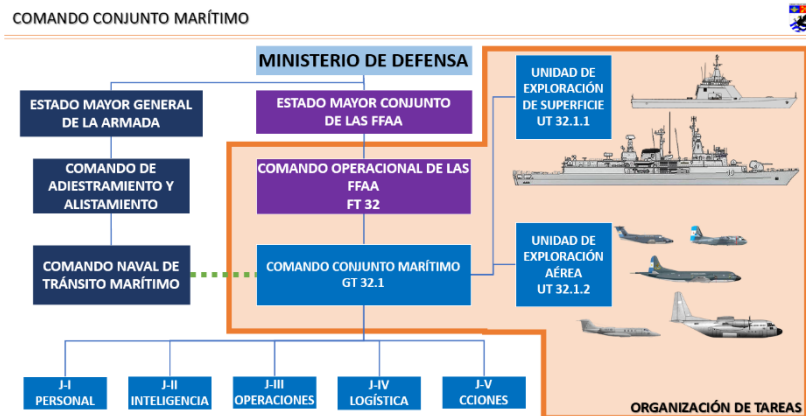 COMANDO CONJUNTO MARÍTIMO
MINISTERIO DE DEFENSA
ESTADO MAYOR GENERAL
DE LA ARMADA
ESTADO MAYOR CONJUNTO
DE LAS FFAA
UNIDAD DE
EXPLORACIÓN
DE SUPERFICIE
UT 32.1.1
COMANDO DE
ADIESTRAMIENTO Y
ALISTAMIENTO
COMANDO OPERACIONAL DE LAS
FFAA
FT 32
COMANDO NAVAL DE
TRÁNSITO MARÍTIMO
COMANDO CONJUNTO MARÍTIMO
GT 32.1
UNIDAD DE
EXPLORACIÓN
AÉREA
UT 32.1.2
J-I
PERSONAL
J-II
INTELIGENCIA
J-III
OPERACIONES
J-IV
LOGÍSTICA
J-V
CCIONES
ORGANIZACIÓN DE TAREAS